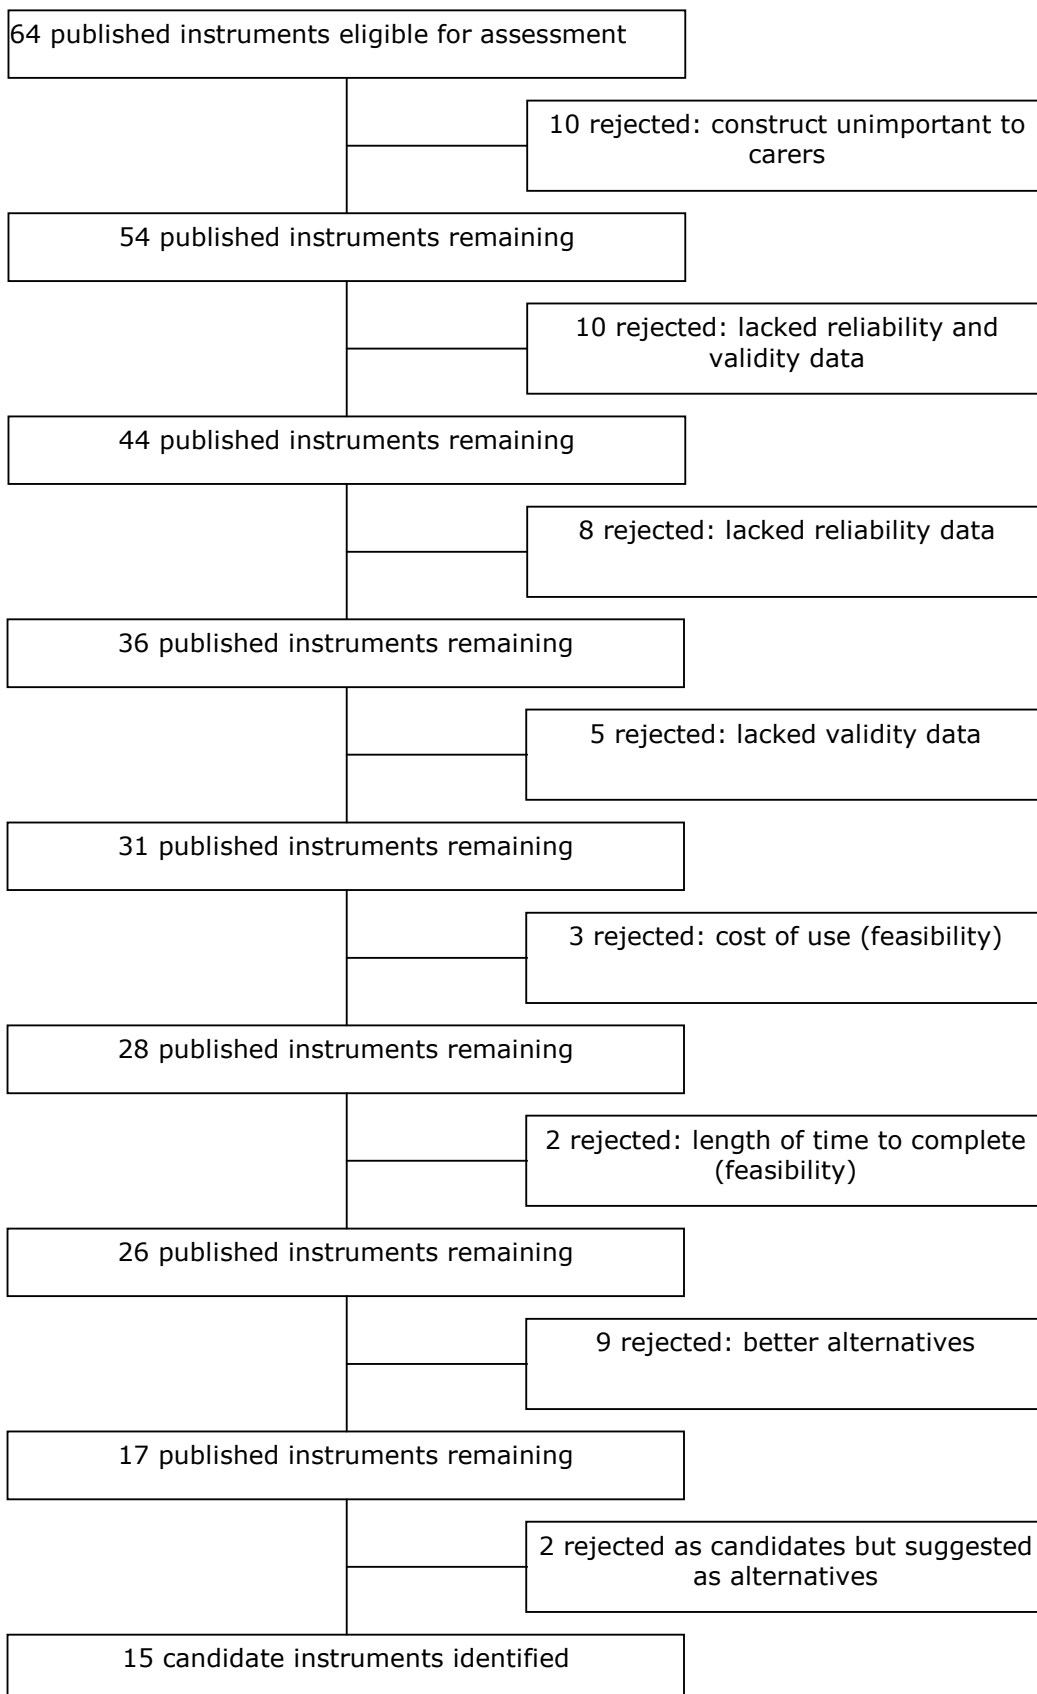 64 published instruments eligible for assessment
10 rejected: construct unimportant to
carers
54 published instruments remaining
10 rejected: lacked reliability and
validity data
44 published instruments remaining
8 rejected: lacked reliability data
36 published instruments remaining
5 rejected: lacked validity data
31 published instruments remaining
3 rejected: cost of use (feasibility)
28 published instruments remaining
2 rejected: length of time to complete
(feasibility)
26 published instruments remaining
9 rejected: better alternatives
17 published instruments remaining
2 rejected as candidates but suggested
as alternatives
15 candidate instruments identified